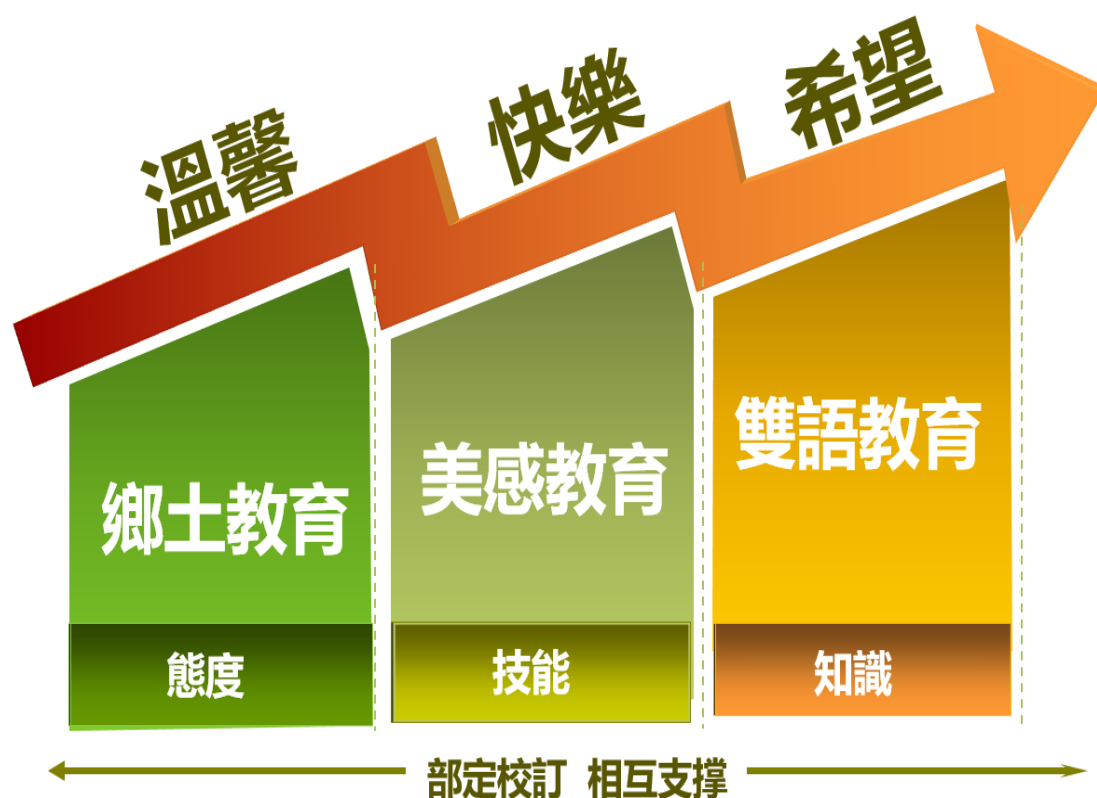 溫馨
快樂
希望
鄉土教育
美感教育
雙語教育
態度
技能
知識
部定校訂 相互支撐